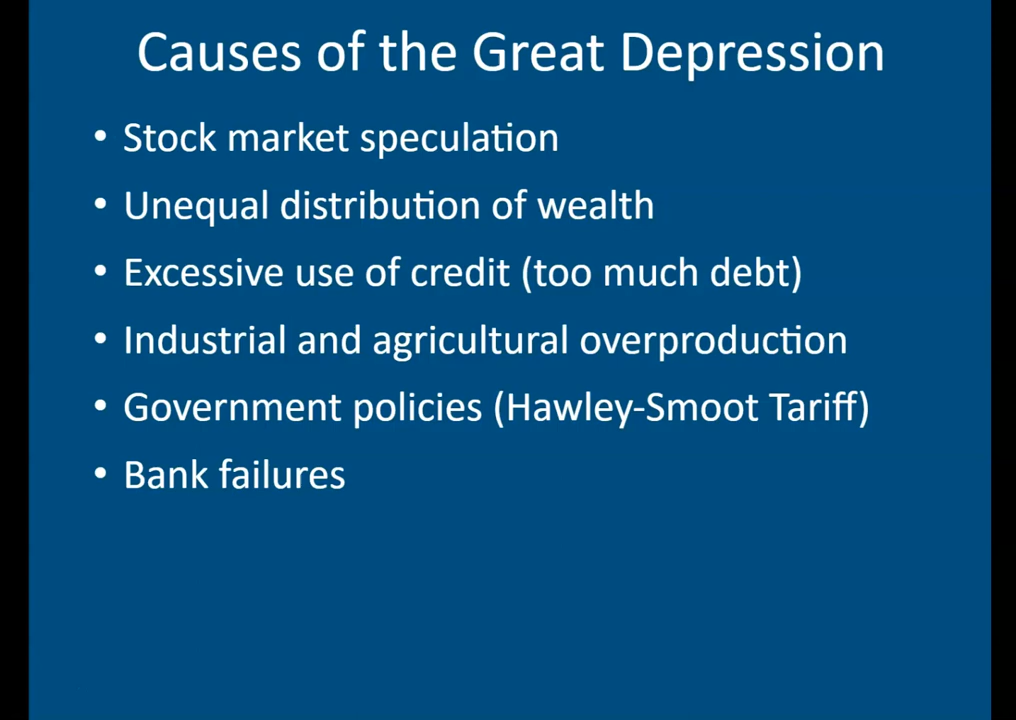 Causes of the Great Depression
• Stock market speculation
• Unequal distribution of wealth
• Excessive use of credit (too much debt)
• Industrial and agricultural overproduction
• Government policies (Hawley-Smoot Tariff)
• Bank failures